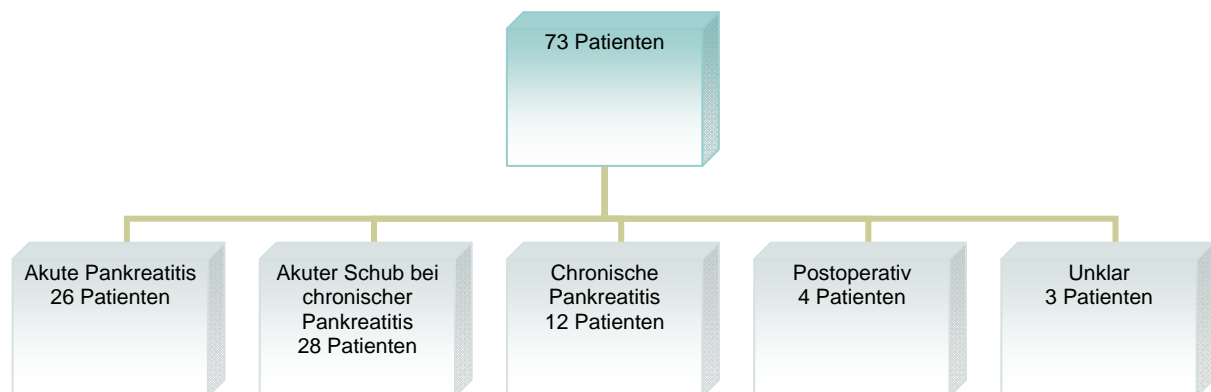 73 Patienten
Akute Pankreatitis
26 Patienten
Akuter Schub bei
chronischer
Pankreatitis
28 Patienten
Chronische
Pankreatitis
12 Patienten
Postoperativ
4 Patienten
Unklar
3 Patienten